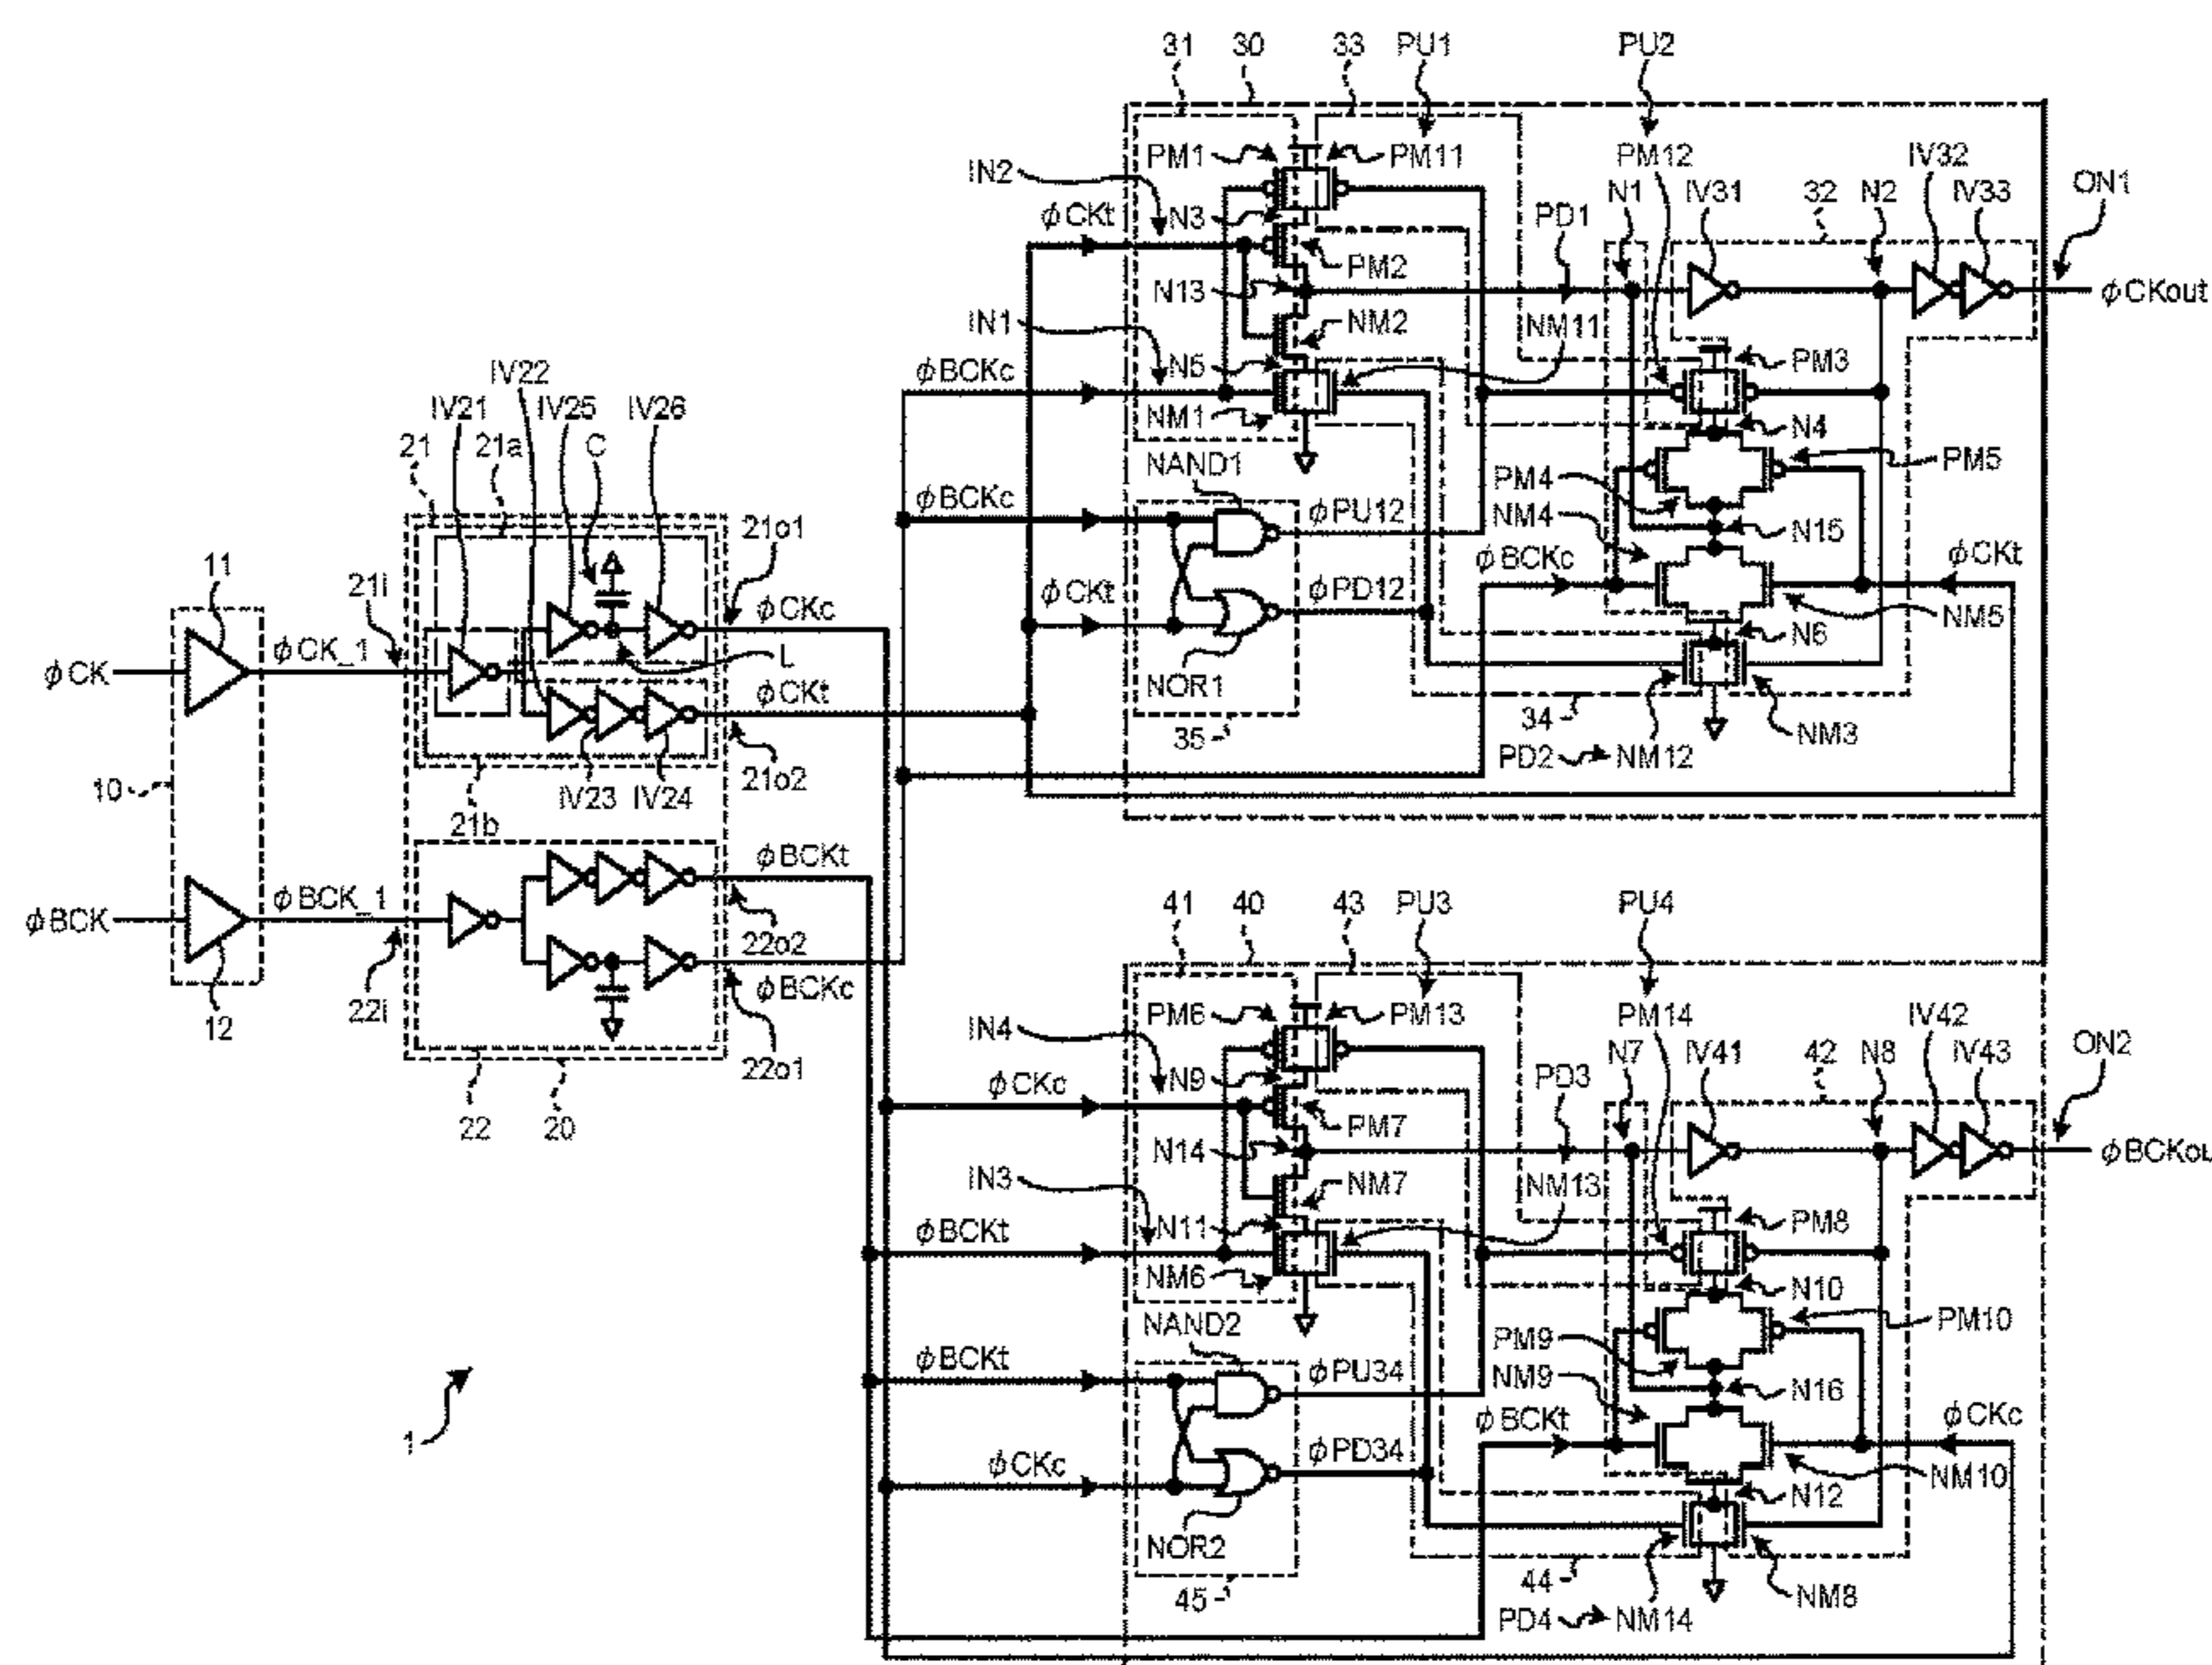 31 30 33 PU1 PU2
PM1 PM11 PM12 IV32
IN2 N3 N1 IV31 32 N2 IV33 ON1
φCKt PD1
PM2
N13 φCKout
IN1 NM2 NM11
N5 PM3
IV22 φBCKc
IV21 IV25 IV26 NM1 N4
21 21a C NAND1 PM5
PM4
φBCKc φPU12 NM4
21o1 N15
11 φBCKc φCKt
21i φCKc φCKt φPD12 NM5
φCK φCK_1 L N6
φCKt NOR1
34
35 NM3
21o2 PD2 NM12
10 IV23 IV24
21b
φBCKt
φBCK φBCK_1 41 40 43 PU3 PU4
22o2
φBCKc
12 22i PM6 PM13 PM14 IV42
IN4 N7 IV41 42 N8 IV43 ON2
22o1 N9 PD3
φCKc
22 20 PM7
N14 φBCKou
IN3 NM7 NM13
N11 PM8
φBCKt
NM6 N10
NAND2 PM10
PM9
φBCKt φPU34 NM9
N16
1 φBCKt φCKc
φCKc φPD34
NM10
N12
NOR2
44
45 NM8
PD4 NM14